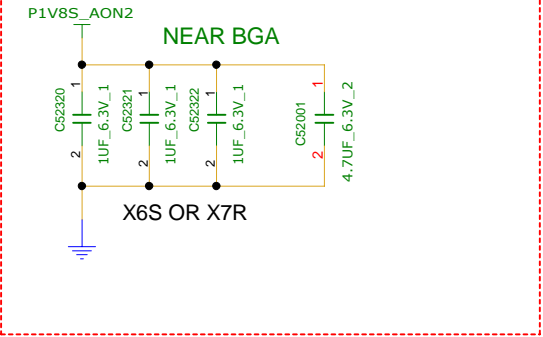 P1V8S_AON2
NEAR BGA
1
C52320
1UF_6.3V_1
2
1
C52321
1UF_6.3V_1
2
1
C52322
1UF_6.3V_1
2
1
C52001
4.7UF_6.3V_2
2
X6S OR X7R